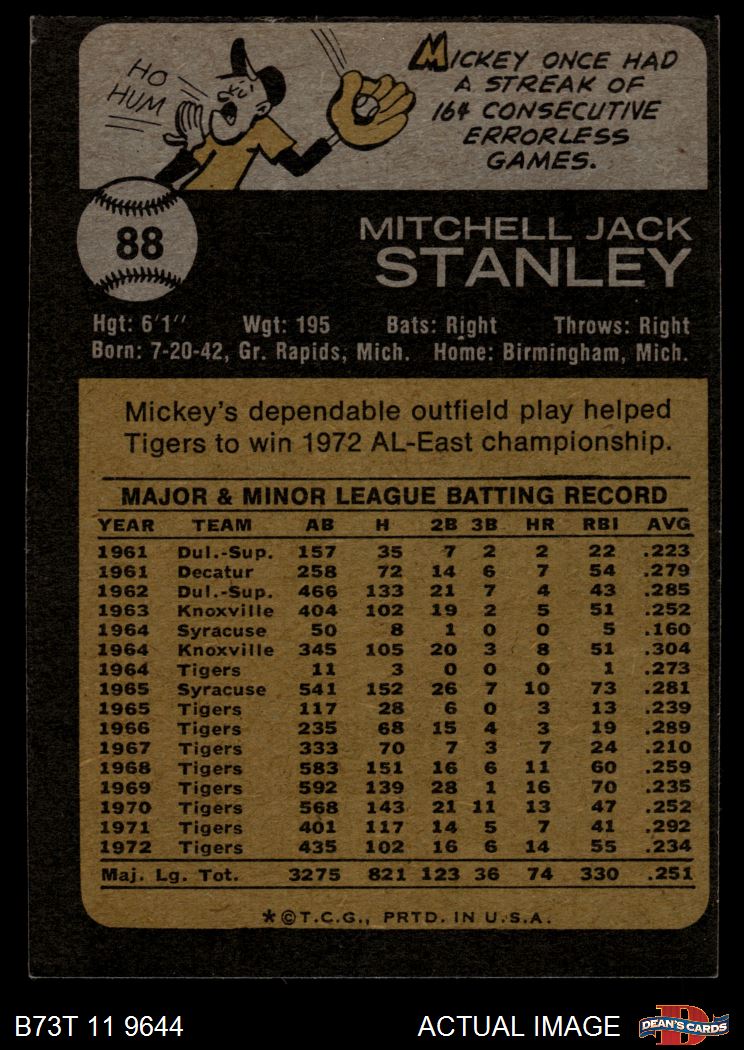 HO
HUM
MICKEY ONCE HAD
A STREAK OF
164 CONSECUTIVE
ERRORLESS
GAMES.
88
MITCHELL JACK
STANLEY
Hgt: 6'1" Wgt: 195 Bats: Right Throws: Right
Born: 7-20-42, Gr. Rapids, Mich. Home: Birmingham, Mich.
Mickey's dependable outfield play helped
Tigers to win 1972 AL-East championship.
MAJOR & MINOR LEAGUE BATTING RECORD
YEAR TEAM AB H 2B 3B HR RBI AVG
1961 Dul.-Sup. 157 35 7 2 2 22 .223
1961 Decatur 258 72 14 6 7 54 .279
1962 Dul.-Sup. 466 133 21 7 4 43 .285
1963 Knoxville 404 102 19 2 5 51 .252
1964 Syracuse 50 8 1 0 0 5 .160
1964 Knoxville 345 105 20 3 8 51 .304
1964 Tigers 11 3 0 0 0 1 .273
1965 Syracuse 541 152 26 7 10 73 .281
1965 Tigers 117 28 6 0 3 13 .239
1966 Tigers 235 68 15 4 3 19 .289
1967 Tigers 333 70 7 3 7 24 .210
1968 Tigers 583 151 16 6 11 60 .259
1969 Tigers 592 139 28 1 16 70 .235
1970 Tigers 568 143 21 11 13 47 .252
1971 Tigers 401 117 14 5 7 41 .292
1972 Tigers 435 102 16 6 14 55 .234
Maj. Lg. Tot. 3275 821 123 36 74 330 .251
*©T.C.G., PRTD. IN U.S.A.
B73T 11 9644 ACTUAL IMAGE
D
DEAN'S CARDS